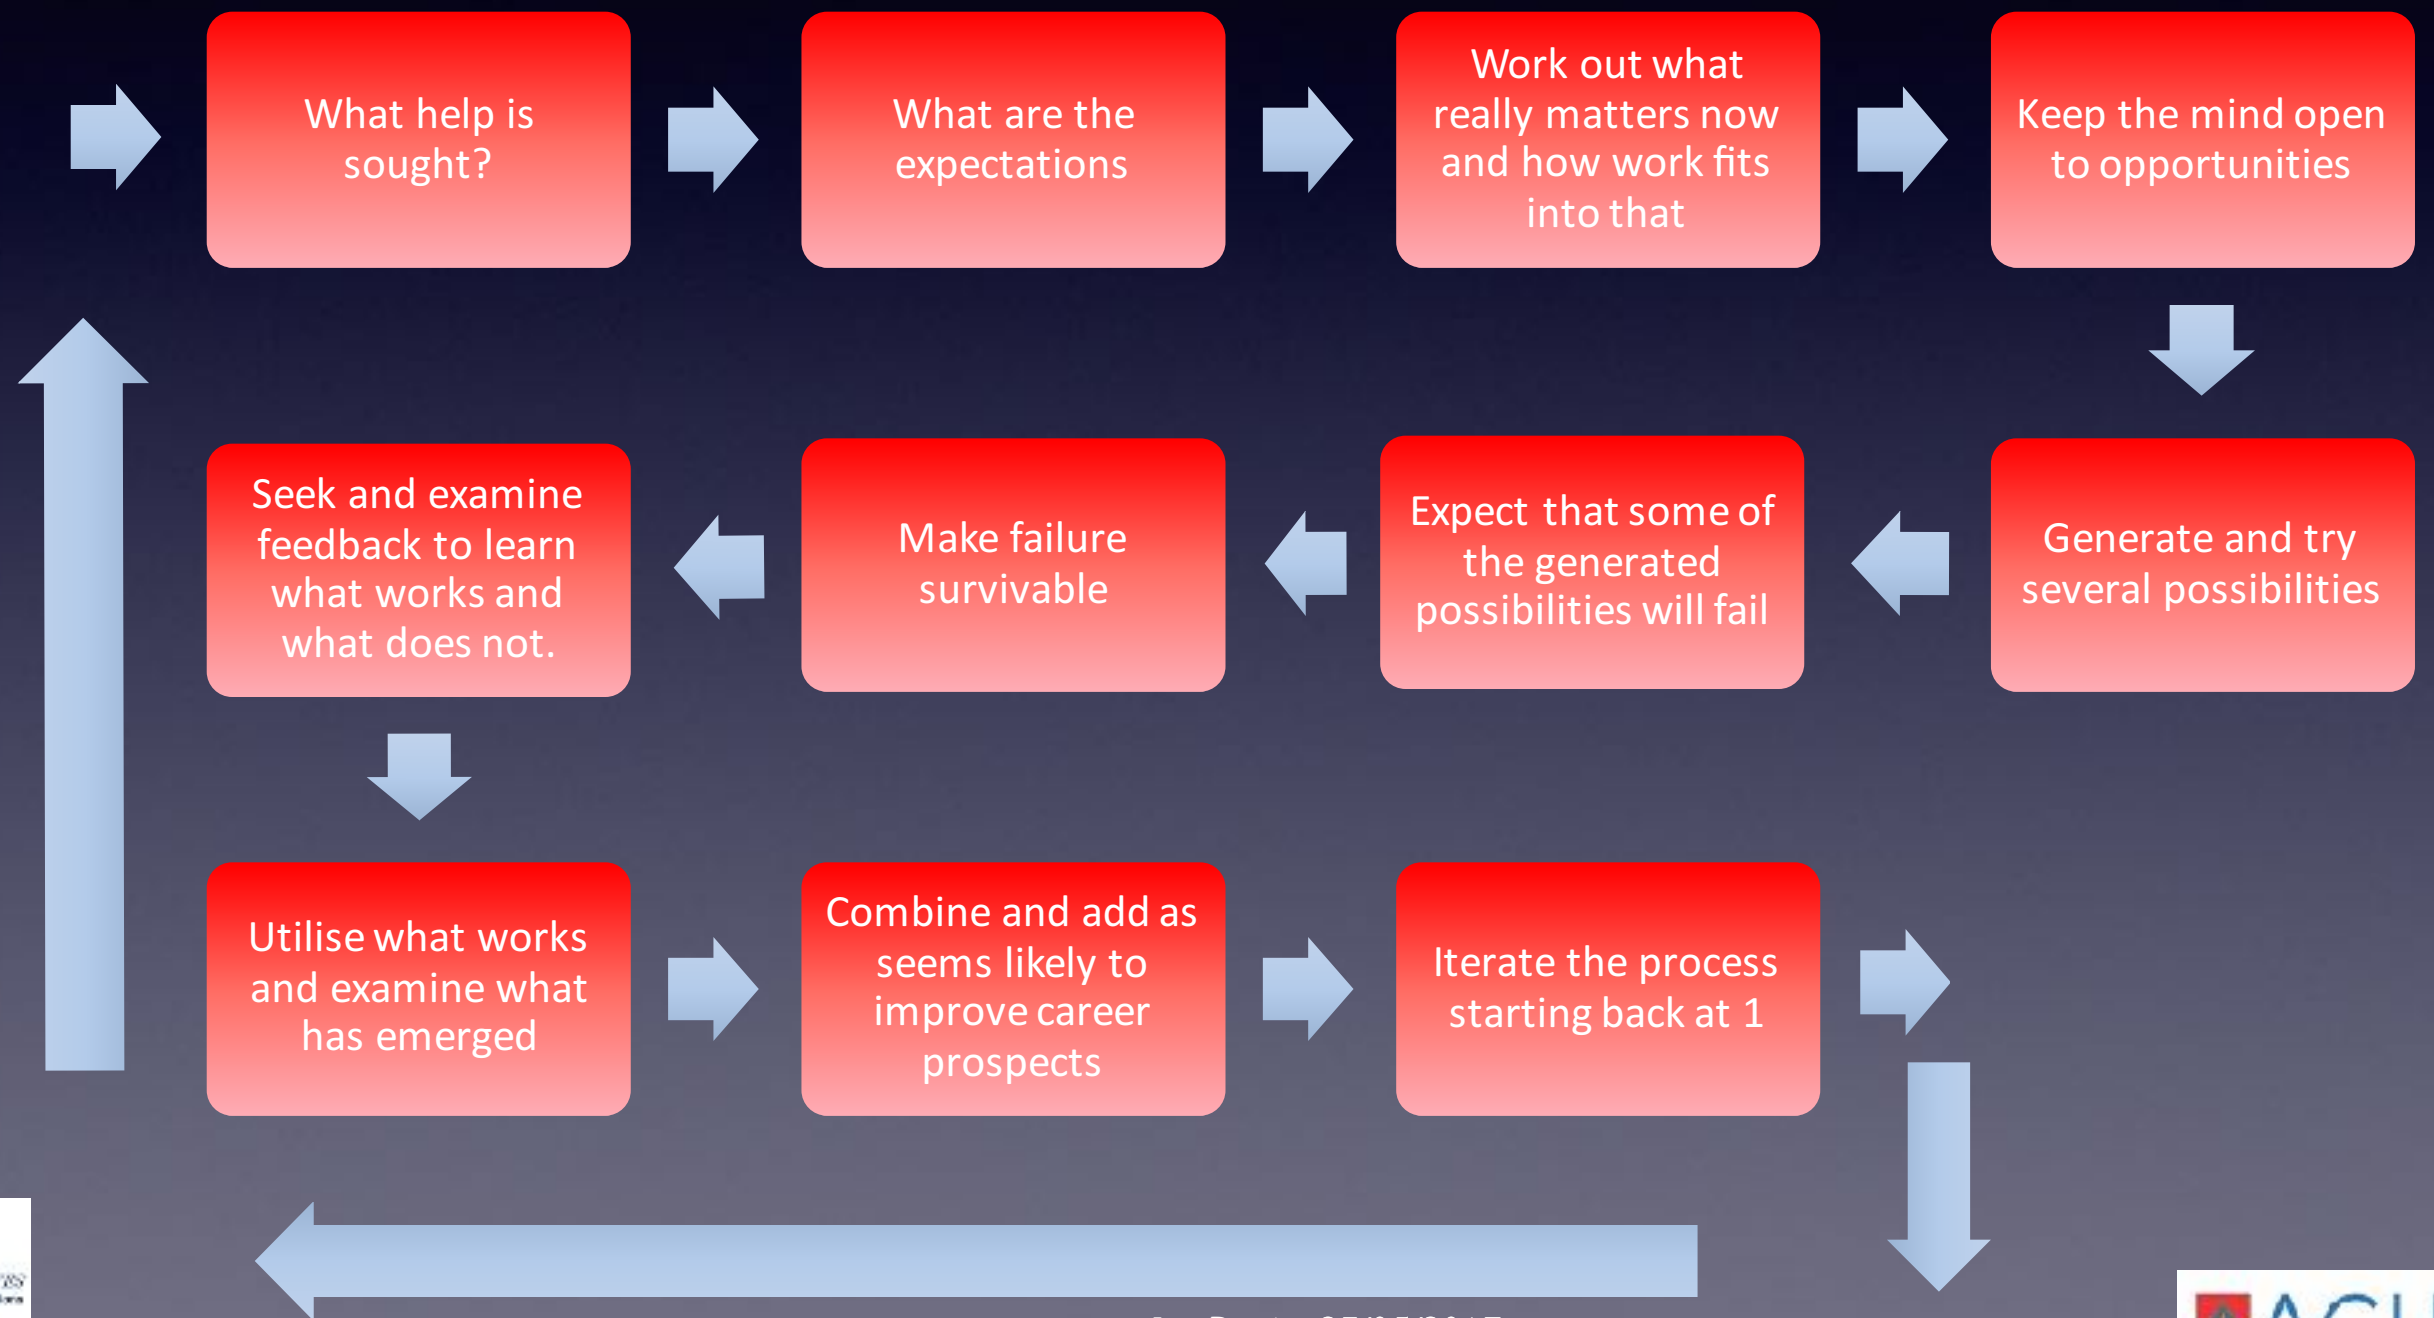 What help is
sought?
What are the
expectations
Work out what
really matters now
and how work fits
into that
Keep the mind open
to opportunities
Generate and try
several possibilities
Expect that some of
the generated
possibilities will fail
Make failure
survivable
Seek and examine
feedback to learn
what works and
what does not.
Utilise what works
and examine what
has emerged
Combine and add as
seems likely to
improve career
prospects
Iterate the process
starting back at 1